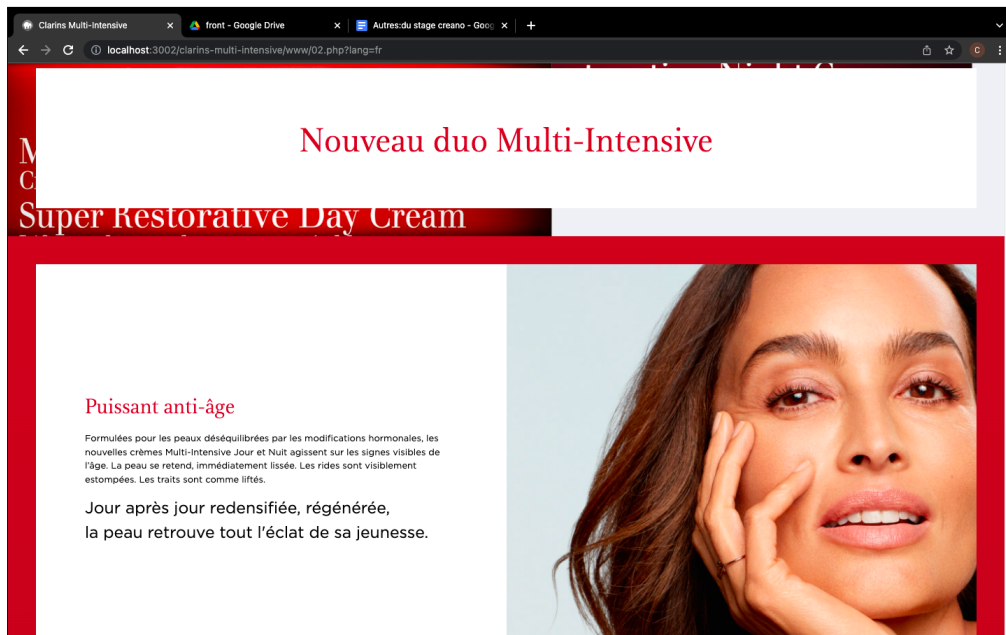 Clarins Multi-Intensive
front - Google Drive
Autres:du stage creano - Goog
localhost:3002/clarins-multi-intensive/www/02.php?lang=fr
C
Nouveau duo Multi-Intensive
Super Restorative Day Cream
Puissant anti-âge
Formulées pour les peaux déséquilibrées par les modifications hormonales, les
nouvelles crèmes Multi-Intensive Jour et Nuit agissent sur les signes visibles de
l'âge. La peau se retend, immédiatement lissée. Les rides sont visiblement
estompées. Les traits sont comme liftés.
Jour après jour redensifiée, régénérée,
la peau retrouve tout l'éclat de sa jeunesse.